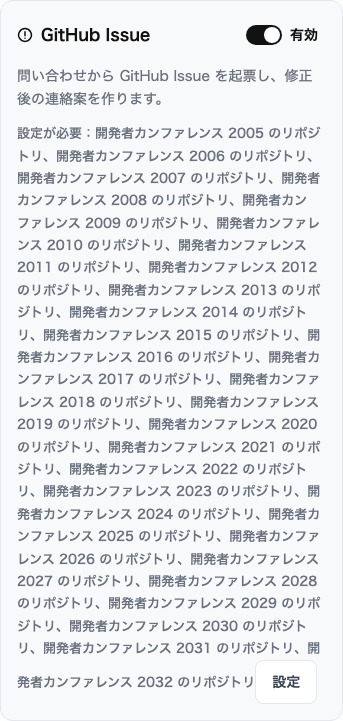 GitHub Issue 有効
問い合わせから GitHub Issue を起票し、修正
後の連絡案を作ります。
設定が必要：開発者カンファレンス 2005 のリポジ
トリ、開発者カンファレンス 2006 のリポジトリ、
開発者カンファレンス 2007 のリポジトリ、開発者
カンファレンス 2008 のリポジトリ、開発者カン
ファレンス 2009 のリポジトリ、開発者カンファレ
ンス 2010 のリポジトリ、開発者カンファレンス
2011 のリポジトリ、開発者カンファレンス 2012
のリポジトリ、開発者カンファレンス 2013 のリポ
ジトリ、開発者カンファレンス 2014 のリポジト
リ、開発者カンファレンス 2015 のリポジトリ、開
発者カンファレンス 2016 のリポジトリ、開発者カ
ンファレンス 2017 のリポジトリ、開発者カンファ
レンス 2018 のリポジトリ、開発者カンファレンス
2019 のリポジトリ、開発者カンファレンス 2020
のリポジトリ、開発者カンファレンス 2021 のリポ
ジトリ、開発者カンファレンス 2022 のリポジト
リ、開発者カンファレンス 2023 のリポジトリ、開
発者カンファレンス 2024 のリポジトリ、開発者カ
ンファレンス 2025 のリポジトリ、開発者カンファ
レンス 2026 のリポジトリ、開発者カンファレンス
2027 のリポジトリ、開発者カンファレンス 2028
のリポジトリ、開発者カンファレンス 2029 のリポ
ジトリ、開発者カンファレンス 2030 のリポジト
リ、開発者カンファレンス 2031 のリポジトリ、開
発者カンファレンス 2032 のリポジトリ 設定